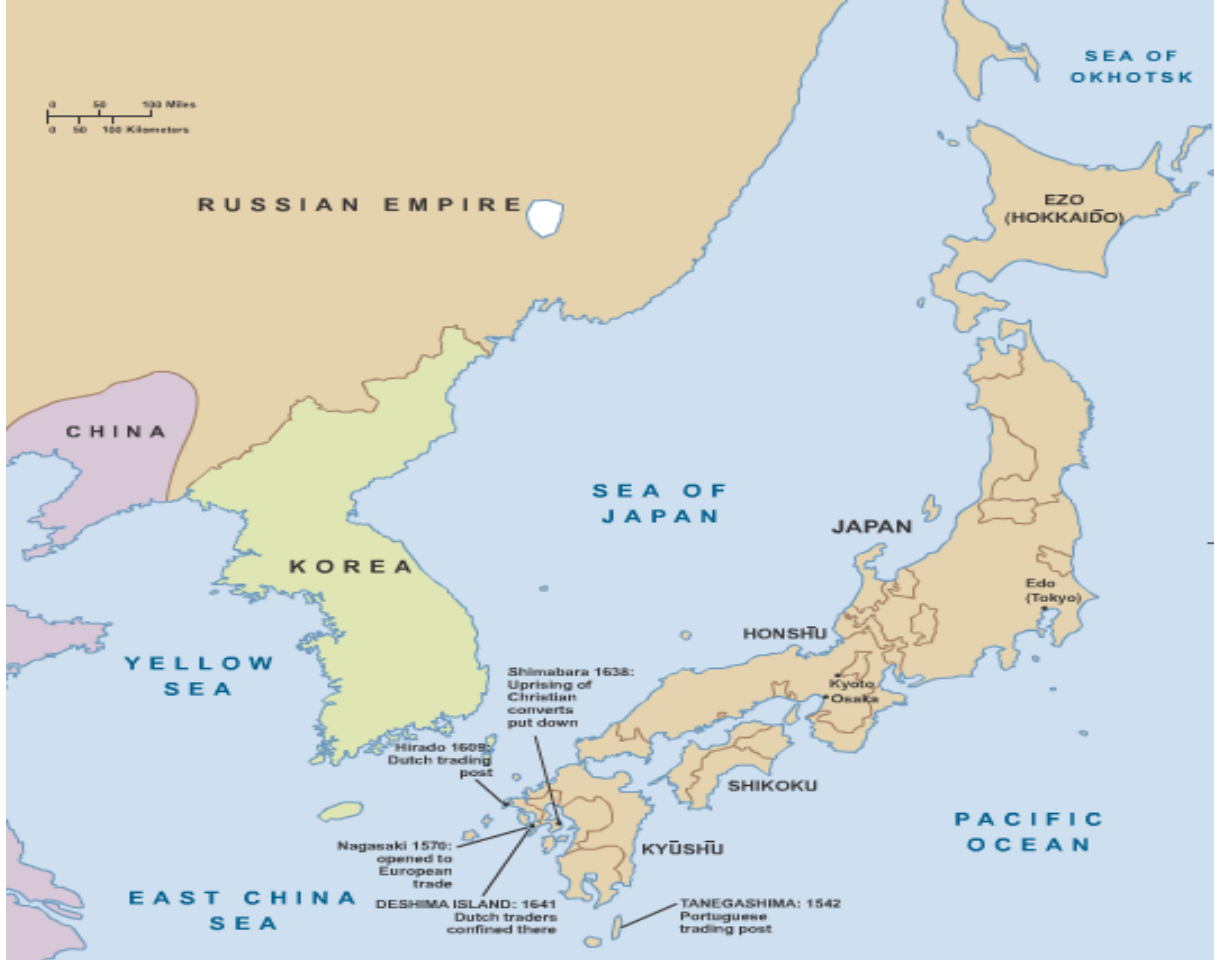 SEA OF
OKHOTSK
0 50 100 Miles
0 50 100 Kilometers
RUSSIAN EMPIRE
EZO
(HOKKAIDŌ)
CHINA
SEA OF
JAPAN
JAPAN
KOREA
Edo
(Tokyo)
HONSHŪ
YELLOW
SEA
Shimabara 1638:
Uprising of
Christian
converts
put down
Kyoto
Osaka
Hirado 1609:
Dutch trading
post
SHIKOKU
PACIFIC
OCEAN
Nagasaki 1570:
opened to
European
trade
KYŪSHŪ
EAST CHINA
SEA
DESHIMA ISLAND: 1641
Dutch traders
confined there
TANEGASHIMA: 1542
Portuguese
trading post